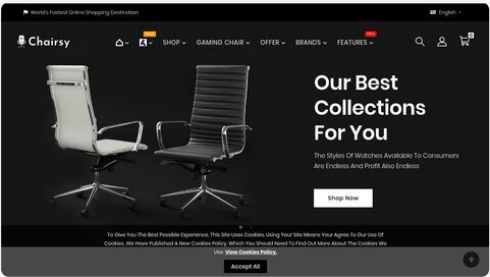 World's Fastest Online Shopping Destination
English
Chairsy
NEW
SHOP
GAMING CHAIR
OFFER
BRANDS
FEATURES
0
Our Best
Collections
For You
The Styles Of Watches Available To Consumers
Are Endless And Profit Also Endless
Shop Now
To Give You The Best Possible Experience, This Site Uses Cookies. Using Your Site Means Your Agree To Our Use Of
Cookies. We Have Published A New Cookies Policy, Which You Should Need To Find Out More About The Cookies We
Use. View Cookies Policy.
Accept All